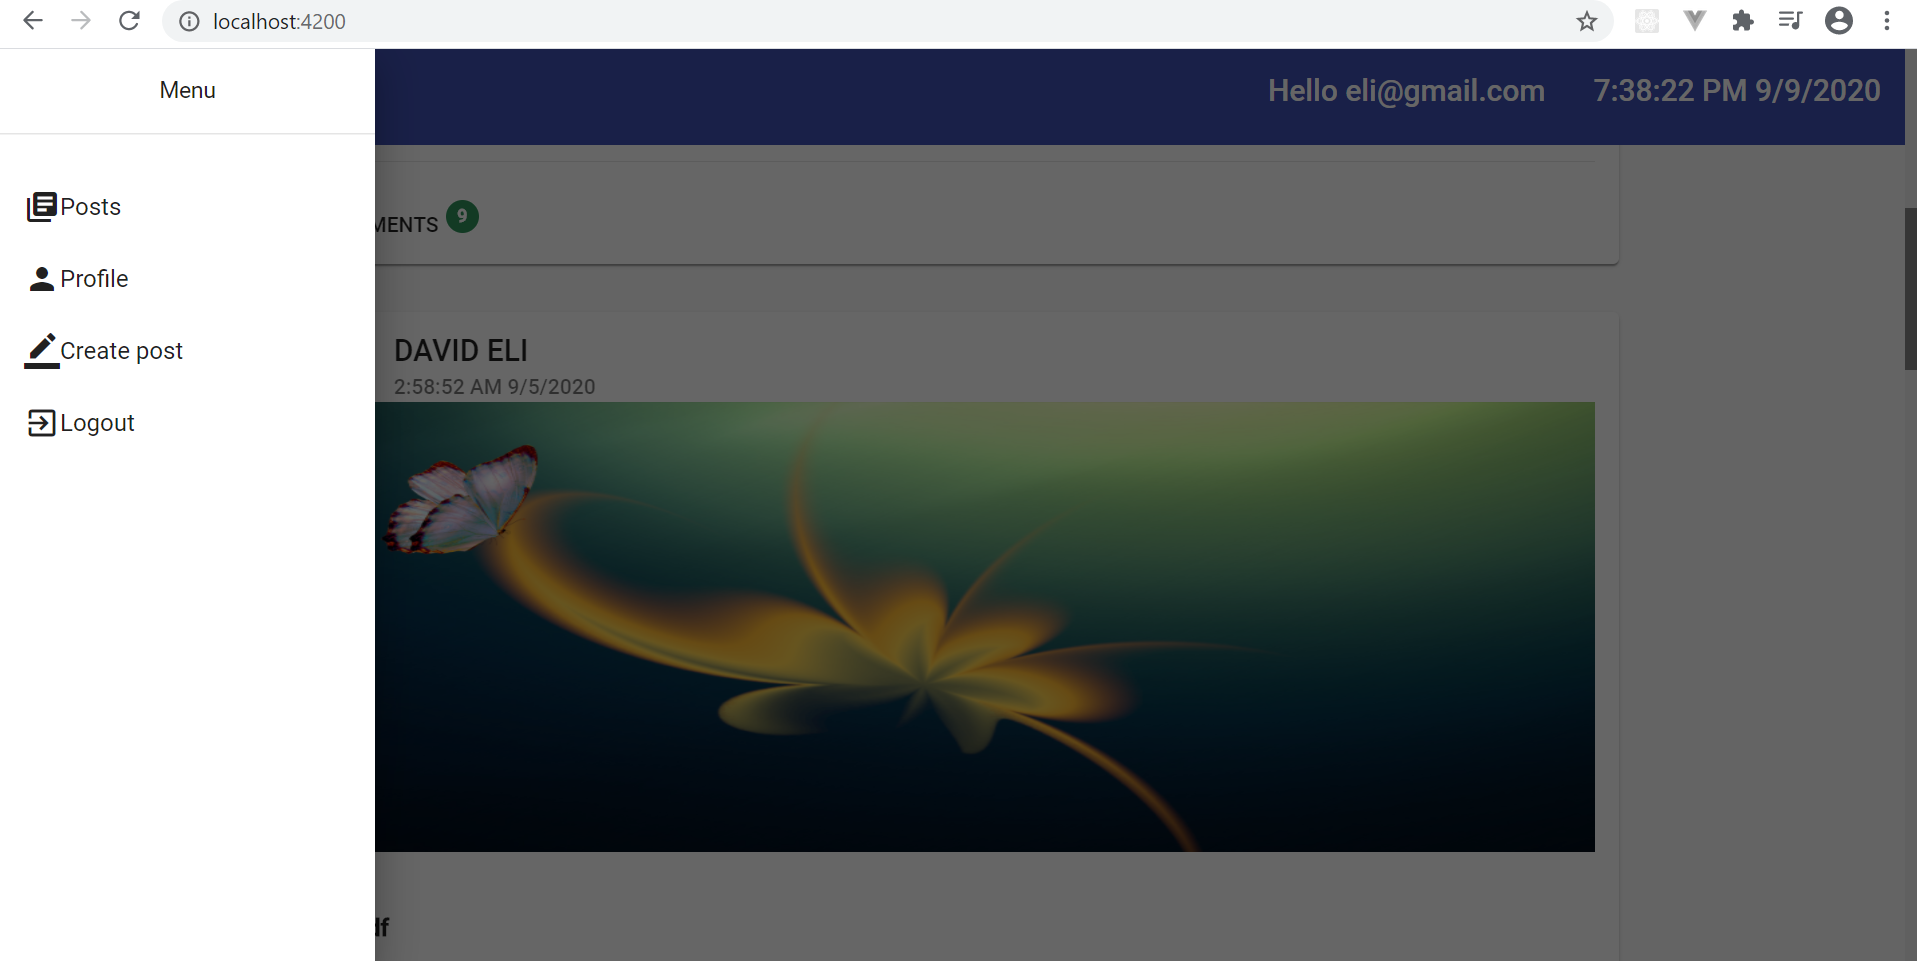 localhost:4200
Menu
Hello eli@gmail.com 7:38:22 PM 9/9/2020
Posts
MENTS 9
Profile
Create post
DAVID ELI
2:58:52 AM 9/5/2020
Logout
df